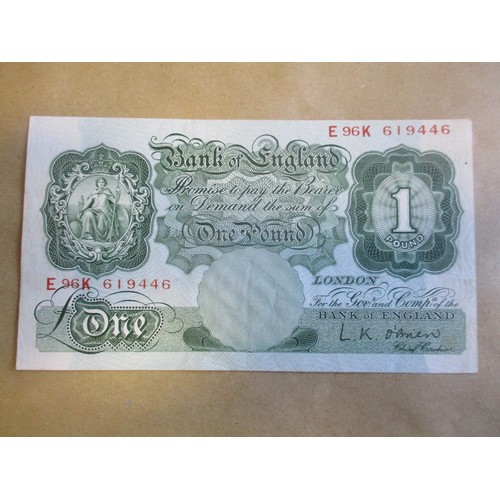 E96K 619446
Bank of England
Promise to pay the Bearer
on Demand the sum of
One Pound
1
POUND
E96K 619446
LONDON
For the Govr. and Compa. of the
BANK OF ENGLAND
£ONE
L.K. O'Brien
Chief Cashier